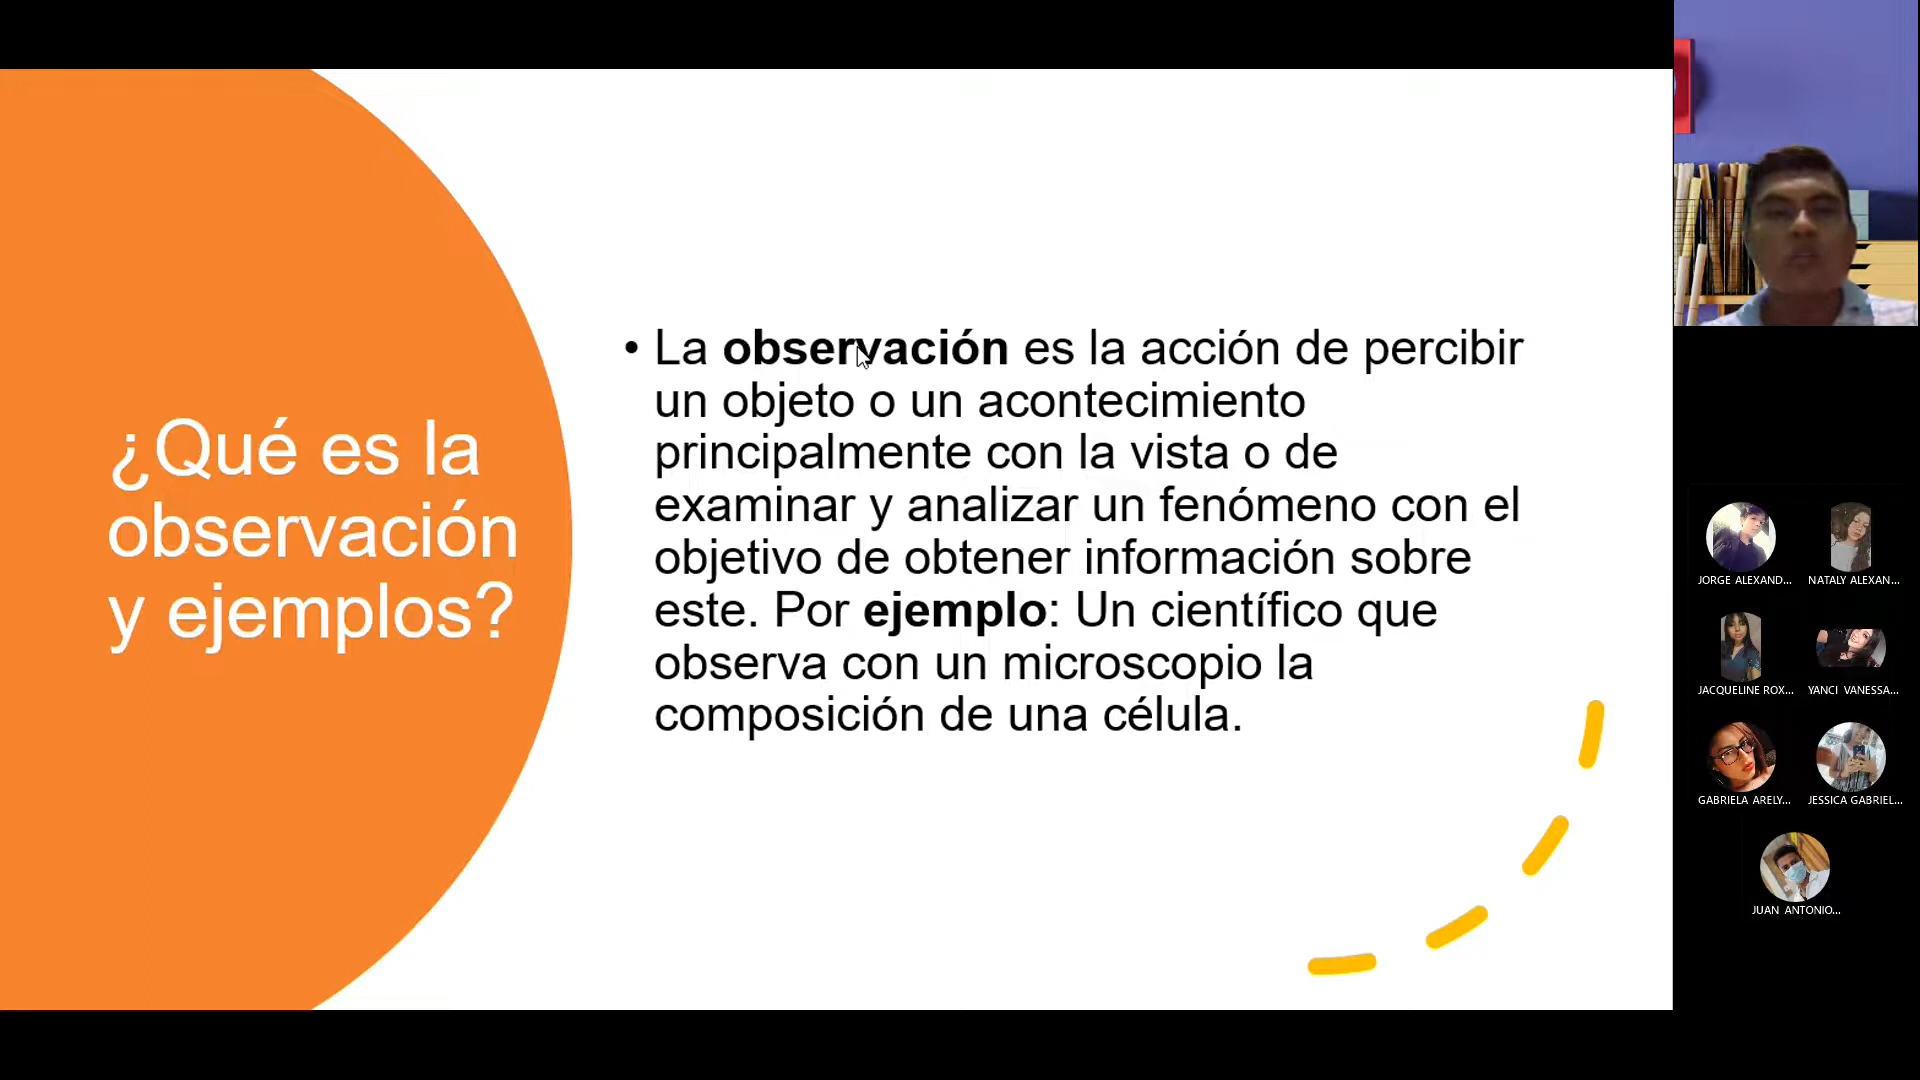 ¿Qué es la
observación
y ejemplos?
• La observación es la acción de percibir
un objeto o un acontecimiento
principalmente con la vista o de
examinar y analizar un fenómeno con el
objetivo de obtener información sobre
este. Por ejemplo: Un científico que
observa con un microscopio la
composición de una célula.
JORGE ALEXAND...
NATALY ALEXAN...
JACQUELINE ROX...
YANCI VANESSA...
GABRIELA ARELY...
JESSICA GABRIEL...
JUAN ANTONIO...